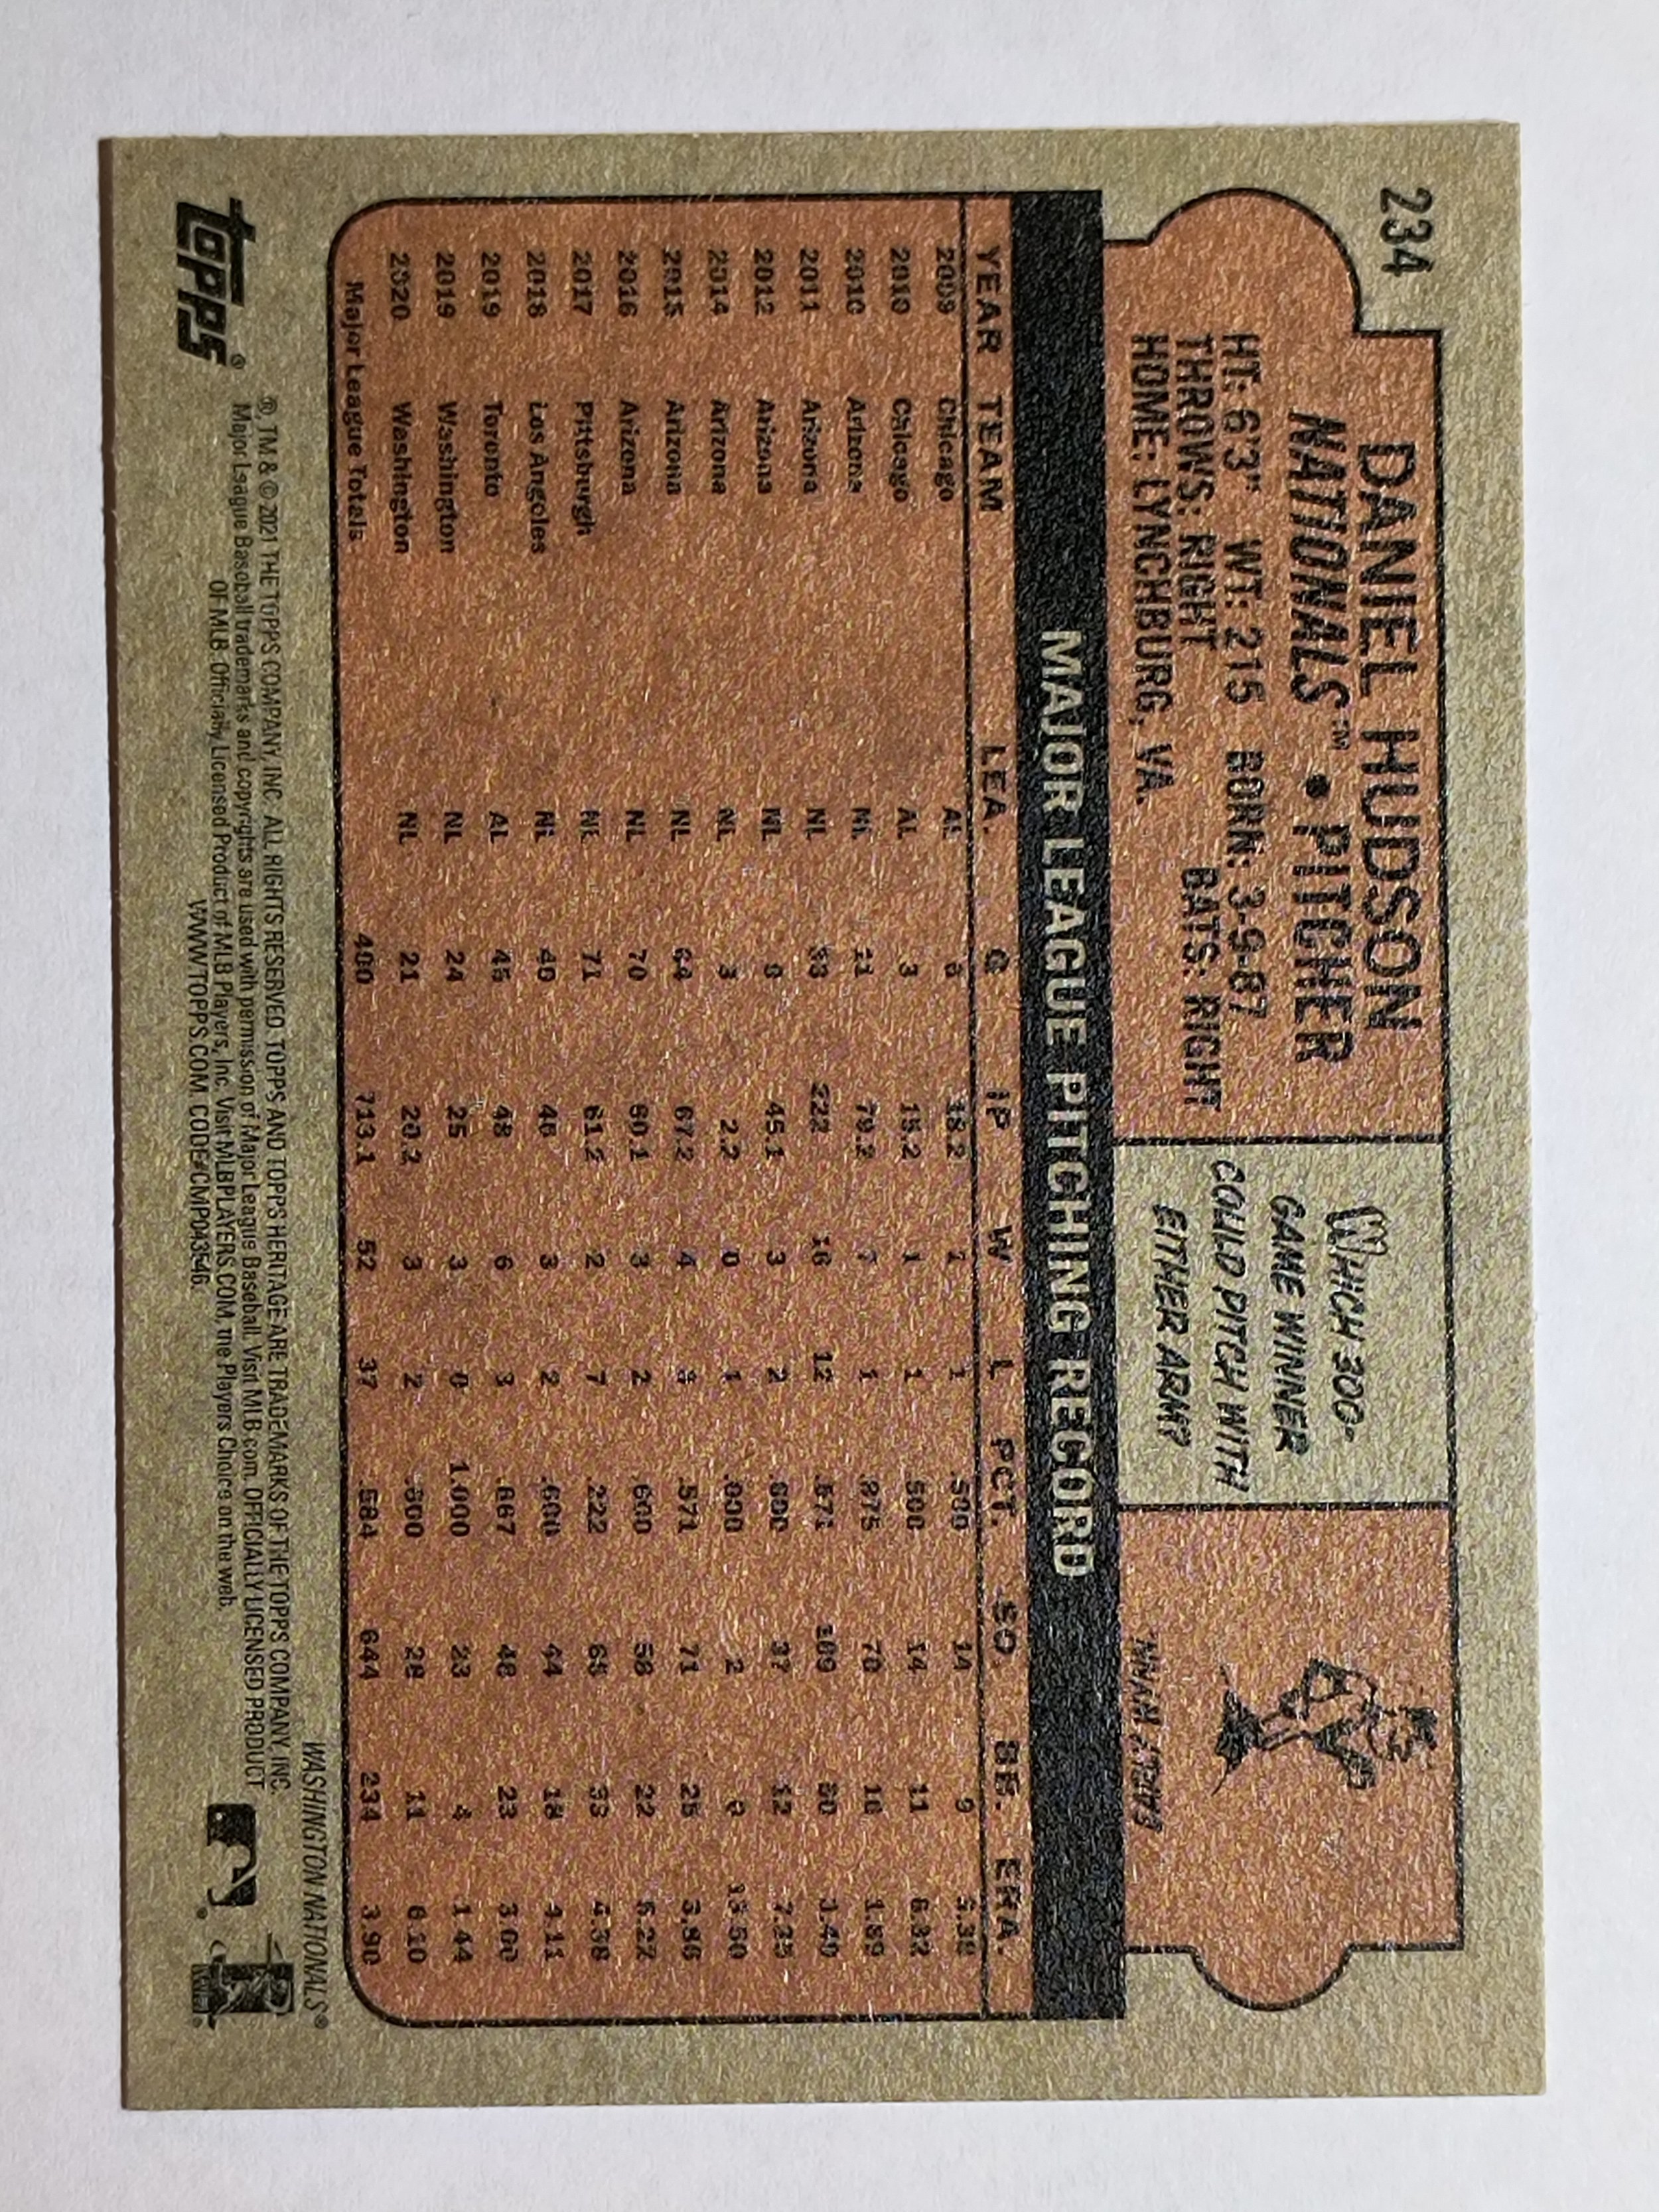 234
DANIEL HUDSON
NATIONALS™ • PITCHER
HT: 6'3" WT: 215 BORN: 3-9-87
THROWS: RIGHT BATS: RIGHT
HOME: LYNCHBURG, VA.
WHICH 300-
GAME WINNER
COULD PITCH WITH
EITHER ARM?
MAJOR LEAGUE PITCHING RECORD
YEAR TEAM LEA. G IP W L PCT. SO. BB. ERA.
2009 Chicago AL 6 18.2 1 1 .500 14 9 3.38
2010 Chicago AL 3 15.2 1 1 .500 14 11 6.32
2010 Arizona NL 11 79.2 7 1 .875 70 16 1.69
2011 Arizona NL 33 222 16 12 .571 169 50 3.49
2012 Arizona NL 9 45.1 3 2 .600 37 12 7.35
2014 Arizona NL 3 2.2 0 1 .000 2 0 13.50
2015 Arizona NL 64 67.2 4 3 .571 71 25 3.86
2016 Arizona NL 70 60.1 3 2 .600 58 22 5.22
2017 Pittsburgh NL 71 61.2 2 7 .222 66 33 4.38
2018 Los Angeles NL 40 46 3 2 .600 44 18 4.11
2019 Toronto AL 45 48 6 3 .667 48 23 3.00
2019 Washington NL 24 25 3 0 1.000 23 4 1.44
2020 Washington NL 21 20.2 3 2 .600 28 11 6.10
Major League Totals 400 713.1 52 37 .584 644 234 3.90
WASHINGTON NATIONALS®
topps®
®, TM & © 2021 THE TOPPS COMPANY, INC. ALL RIGHTS RESERVED. TOPPS AND TOPPS HERITAGE ARE TRADEMARKS OF THE TOPPS COMPANY, INC.
Major League Baseball trademarks and copyrights are used with permission of Major League Baseball. Visit MLB.com. OFFICIALLY LICENSED PRODUCT
OF MLB Officially Licensed Product of MLB Players, Inc. Visit MLBPLAYERS.COM, the Players Choice on the web.
WWW.TOPPS.COM. CODE#CMP043546.